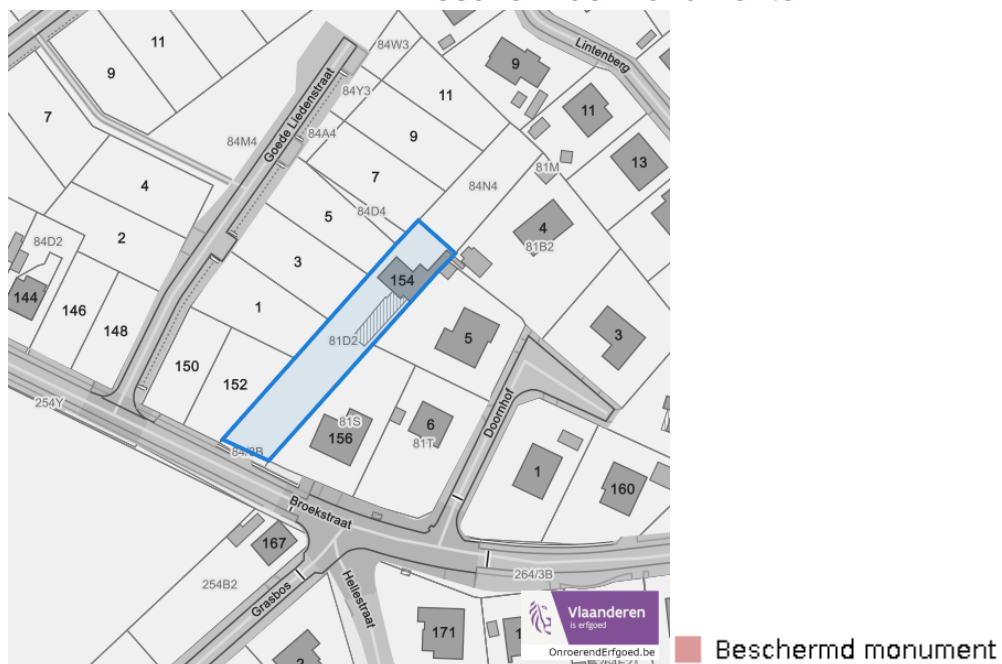 11
84W3
9
Lintenberg
9
84Y3
11
11
7
Goede Liedenstraat
84M4
84A4
9
13
4
7
81M
84N4
5
84D4
4
84D2
2
81B2
3
154
144
146
1
148
81D2
5
3
150
152
254Y
81S
6
Doornhof
84/3B
156
81T
1
160
Broekstraat
167
264/3B
254B2
Grasbos
Hellestraat
171
Vlaanderen
is erfgoed
OnroerendErfgoed.be
Beschermd monument